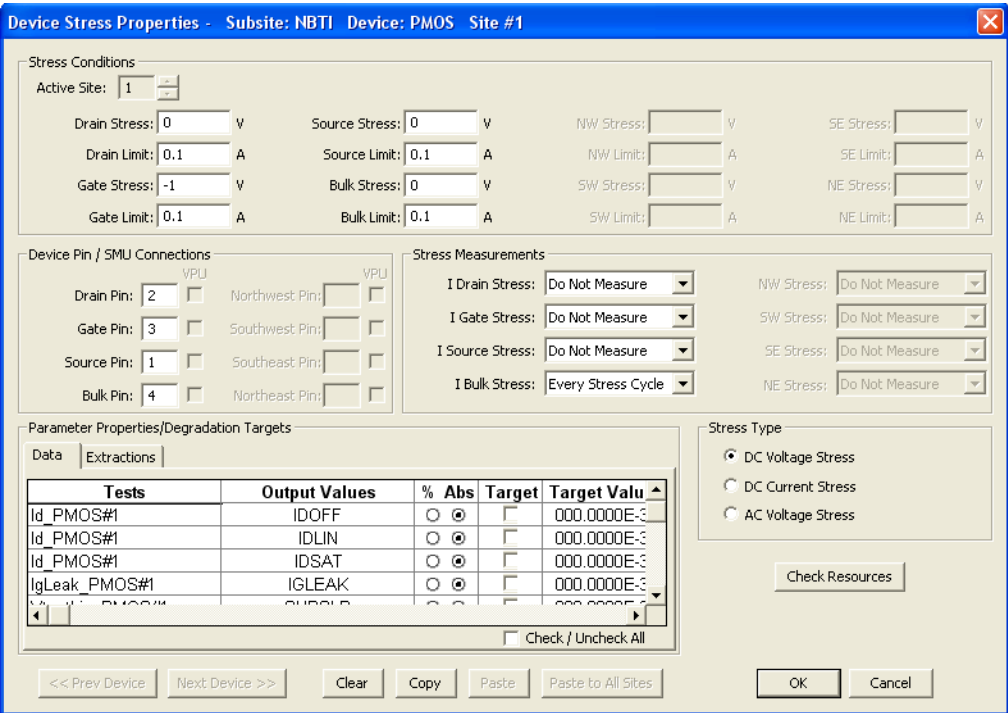 Device Stress Properties -   Subsite: NBTI   Device: PMOS   Site #1
Stress Conditions
Active Site: 1
Drain Stress: 0 V Source Stress: 0 V NW Stress: V SE Stress: V
Drain Limit: 0.1 A Source Limit: 0.1 A NW Limit: A SE Limit: A
Gate Stress: -1 V Bulk Stress: 0 V SW Stress: V NE Stress: V
Gate Limit: 0.1 A Bulk Limit: 0.1 A SW Limit: A NE Limit: A
Device Pin / SMU Connections
VPU VPU
Drain Pin: 2 Northwest Pin:
Gate Pin: 3 Southwest Pin:
Source Pin: 1 Southeast Pin:
Bulk Pin: 4 Northeast Pin:
Stress Measurements
I Drain Stress: Do Not Measure NW Stress: Do Not Measure
I Gate Stress: Do Not Measure SW Stress: Do Not Measure
I Source Stress: Do Not Measure SE Stress: Do Not Measure
I Bulk Stress: Every Stress Cycle NE Stress: Do Not Measure
Parameter Properties/Degradation Targets
Data Extractions
Tests Output Values % Abs Target Target Valu
Id_PMOS#1 IDOFF 000.0000E-3
Id_PMOS#1 IDLIN 000.0000E-3
Id_PMOS#1 IDSAT 000.0000E-3
IgLeak_PMOS#1 IGLEAK 000.0000E-3
Check / Uncheck All
Stress Type
DC Voltage Stress
DC Current Stress
AC Voltage Stress
Check Resources
<< Prev Device Next Device >> Clear Copy Paste Paste to All Sites OK Cancel